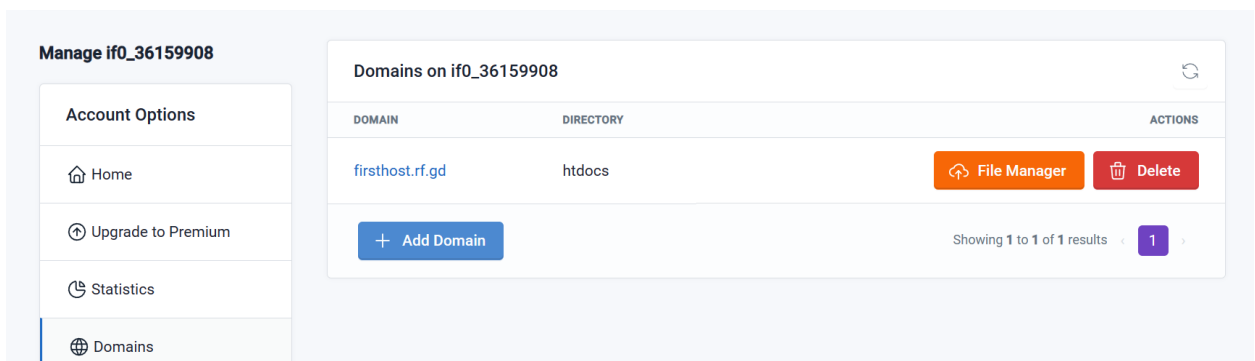 Manage if0_36159908
Account Options
Home
Upgrade to Premium
Statistics
Domains
Domains on if0_36159908
DOMAIN DIRECTORY ACTIONS
firsthost.rf.gd htdocs File Manager Delete
+ Add Domain Showing 1 to 1 of 1 results ‹ 1 ›